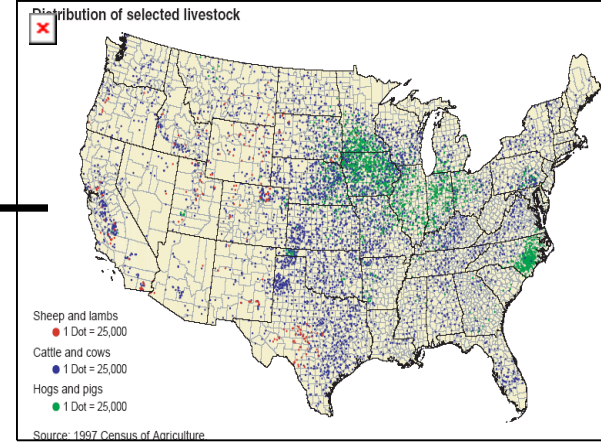 Distribution of selected livestock
Sheep and lambs
1 Dot = 25,000
Cattle and cows
1 Dot = 25,000
Hogs and pigs
1 Dot = 25,000
Source: 1997 Census of Agriculture.